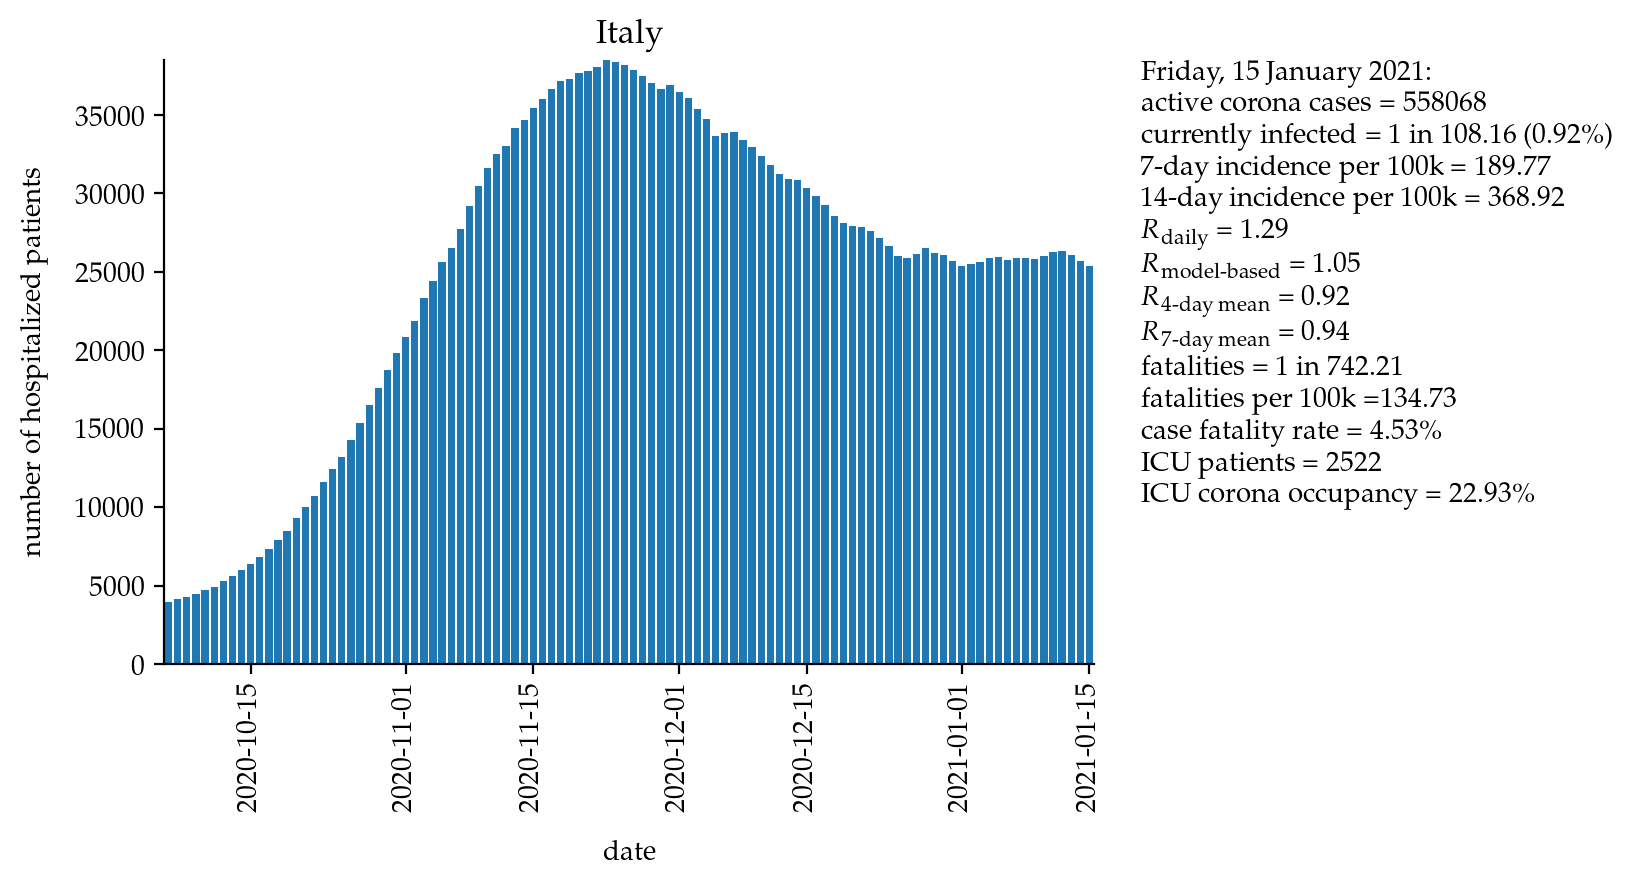 Italy
number of hospitalized patients
35000
30000
25000
20000
15000
10000
5000
0
2020-10-15
2020-11-01
2020-11-15
2020-12-01
2020-12-15
2021-01-01
2021-01-15
date
Friday, 15 January 2021:
active corona cases = 558068
currently infected = 1 in 108.16 (0.92%)
7-day incidence per 100k = 189.77
14-day incidence per 100k = 368.92
R daily = 1.29
R model-based = 1.05
R 4-day mean = 0.92
R 7-day mean = 0.94
fatalities = 1 in 742.21
fatalities per 100k =134.73
case fatality rate = 4.53%
ICU patients = 2522
ICU corona occupancy = 22.93%